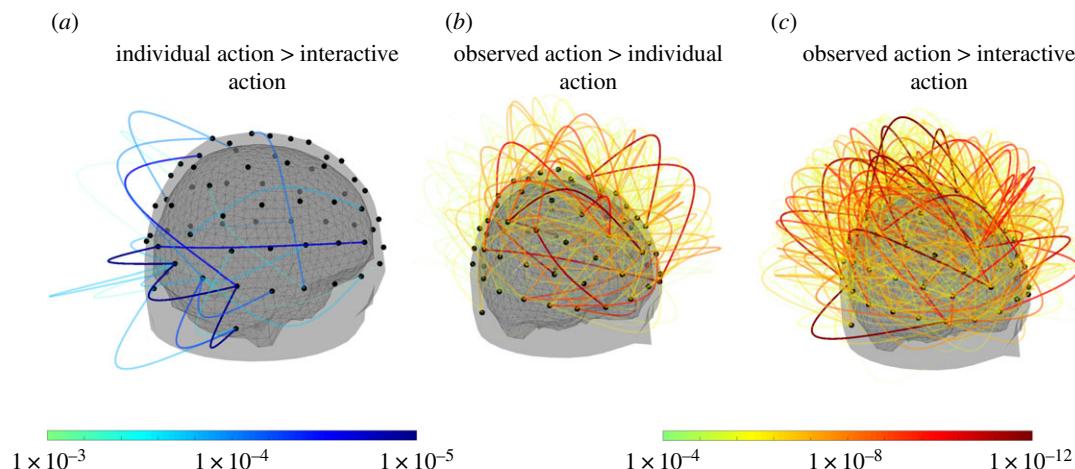 (a)
individual action > interactive
action
(b)
observed action > individual
action
(c)
observed action > interactive
action
1 × 10⁻³
1 × 10⁻⁴
1 × 10⁻⁵
1 × 10⁻⁴
1 × 10⁻⁸
1 × 10⁻¹²